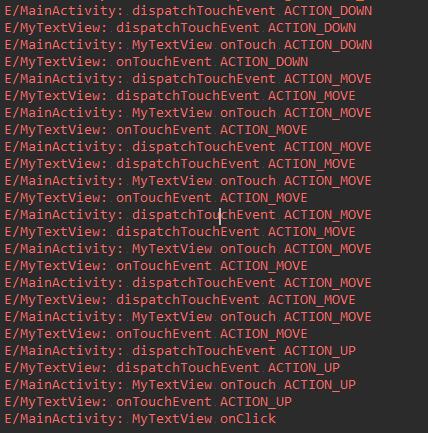 E/MainActivity: dispatchTouchEvent ACTION_DOWN
E/MyTextView: dispatchTouchEvent ACTION_DOWN
E/MainActivity: MyTextView onTouch ACTION_DOWN
E/MyTextView: onTouchEvent ACTION_DOWN
E/MainActivity: dispatchTouchEvent ACTION_MOVE
E/MyTextView: dispatchTouchEvent ACTION_MOVE
E/MainActivity: MyTextView onTouch ACTION_MOVE
E/MyTextView: onTouchEvent ACTION_MOVE
E/MainActivity: dispatchTouchEvent ACTION_MOVE
E/MyTextView: dispatchTouchEvent ACTION_MOVE
E/MainActivity: MyTextView onTouch ACTION_MOVE
E/MyTextView: onTouchEvent ACTION_MOVE
E/MainActivity: dispatchTouchEvent ACTION_MOVE
E/MyTextView: dispatchTouchEvent ACTION_MOVE
E/MainActivity: MyTextView onTouch ACTION_MOVE
E/MyTextView: onTouchEvent ACTION_MOVE
E/MainActivity: dispatchTouchEvent ACTION_MOVE
E/MyTextView: dispatchTouchEvent ACTION_MOVE
E/MainActivity: MyTextView onTouch ACTION_MOVE
E/MyTextView: onTouchEvent ACTION_MOVE
E/MainActivity: dispatchTouchEvent ACTION_UP
E/MyTextView: dispatchTouchEvent ACTION_UP
E/MainActivity: MyTextView onTouch ACTION_UP
E/MyTextView: onTouchEvent ACTION_UP
E/MainActivity: MyTextView onClick